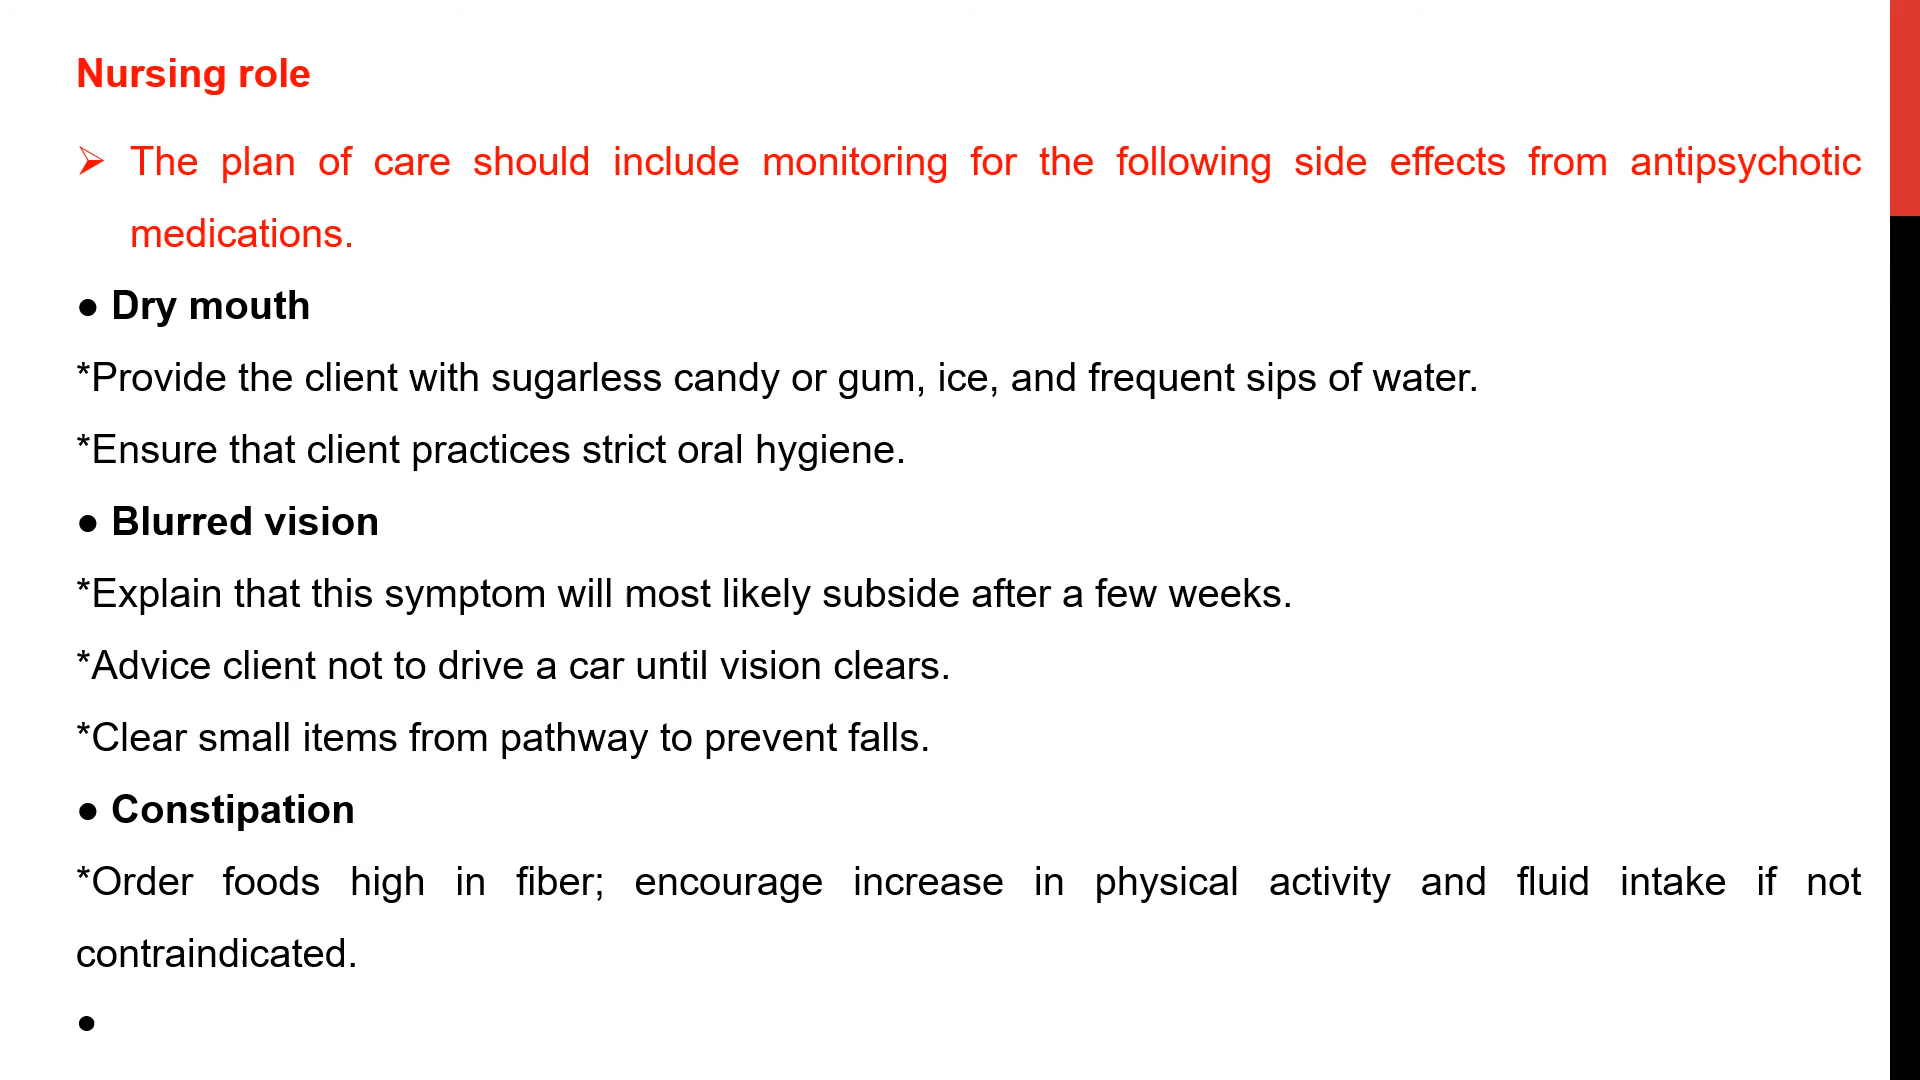 Nursing role
➢ The plan of care should include monitoring for the following side effects from antipsychotic
medications.
● Dry mouth
*Provide the client with sugarless candy or gum, ice, and frequent sips of water.
*Ensure that client practices strict oral hygiene.
● Blurred vision
*Explain that this symptom will most likely subside after a few weeks.
*Advice client not to drive a car until vision clears.
*Clear small items from pathway to prevent falls.
● Constipation
*Order foods high in fiber; encourage increase in physical activity and fluid intake if not
contraindicated.
●